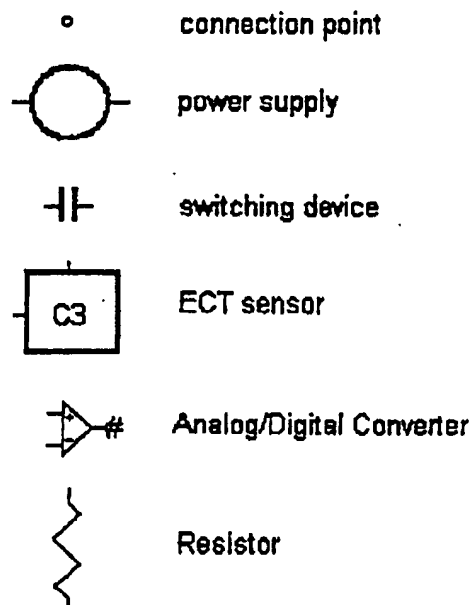 connection point
power supply
switching device
C3 ECT sensor
+ - # Analog/Digital Converter
Resistor